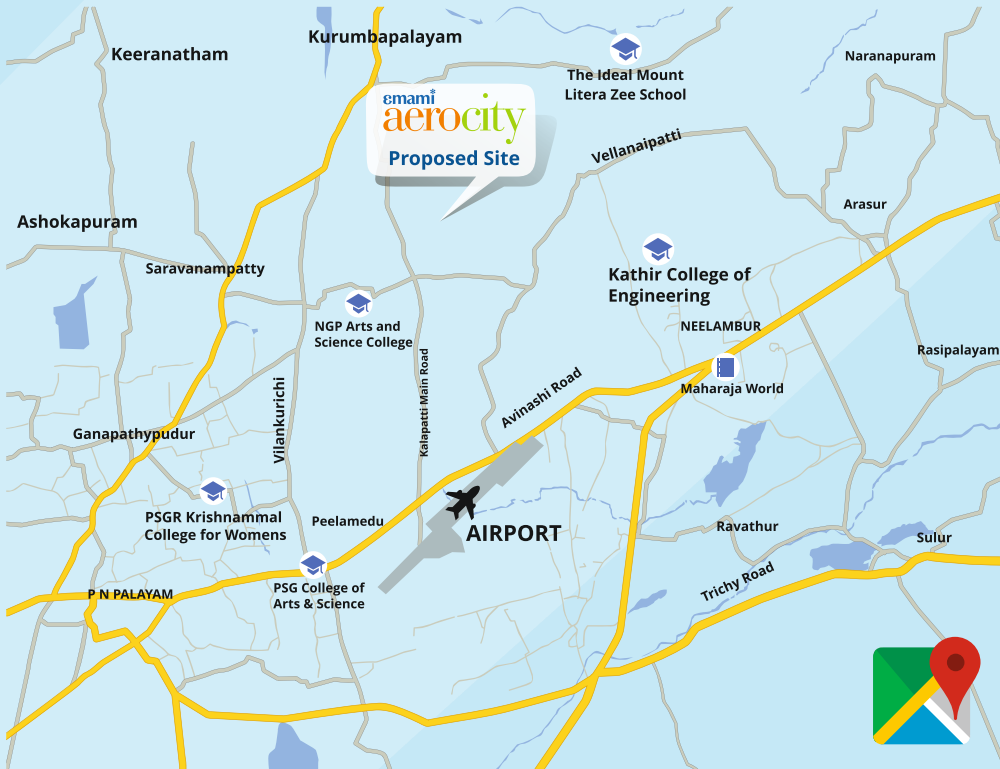 Keeranatham
Kurumbapalayam
The Ideal Mount
Litera Zee School
Naranapuram
emami
aerocity
Proposed Site
Vellanaipatti
Ashokapuram
Arasur
Saravanampatty
Kathir College of
Engineering
NGP Arts and
Science College
NEELAMBUR
Rasipalayam
Maharaja World
Kalapatti Main Road
Vilankurichi
Avinashi Road
Ganapathypudur
PSGR Krishnammal
College for Womens
Peelamedu
AIRPORT
Ravathur
Sulur
PSG College of
Arts & Science
P N PALAYAM
Trichy Road